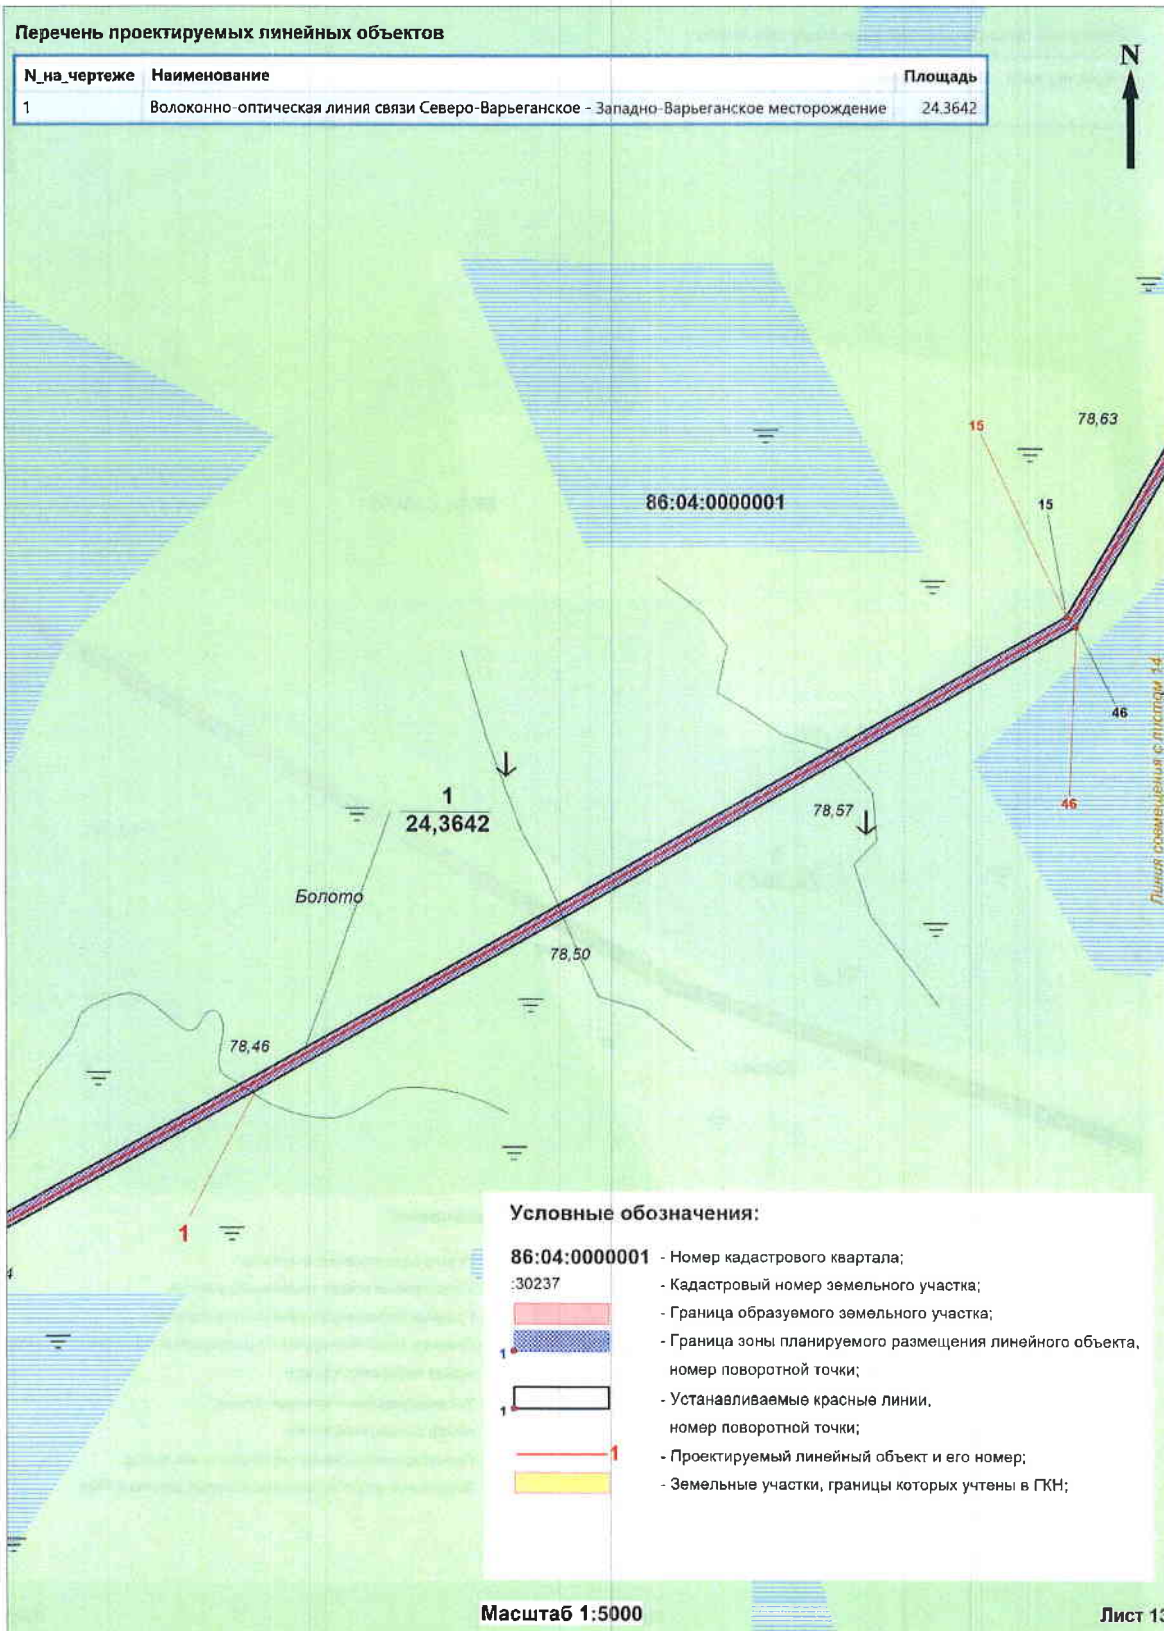 Перечень проектируемых линейных объектов
N_на_чертеже Наименование Площадь
1 Волоконно-оптическая линия связи Северо-Варьеганское - Западно-Варьеганское месторождение 24.3642
N
15
78,63
86:04:0000001
15
Линия совмещения с листом 14
46
1
24,3642
78,57
46
Болото
78,50
78,46
1
4
Условные обозначения:
86:04:0000001 - Номер кадастрового квартала;
:30237 - Кадастровый номер земельного участка;
- Граница образуемого земельного участка;
1 - Граница зоны планируемого размещения линейного объекта,
номер поворотной точки;
1 - Устанавливаемые красные линии,
номер поворотной точки;
1 - Проектируемый линейный объект и его номер;
- Земельные участки, границы которых учтены в ГКН;
Масштаб 1:5000
Лист 13